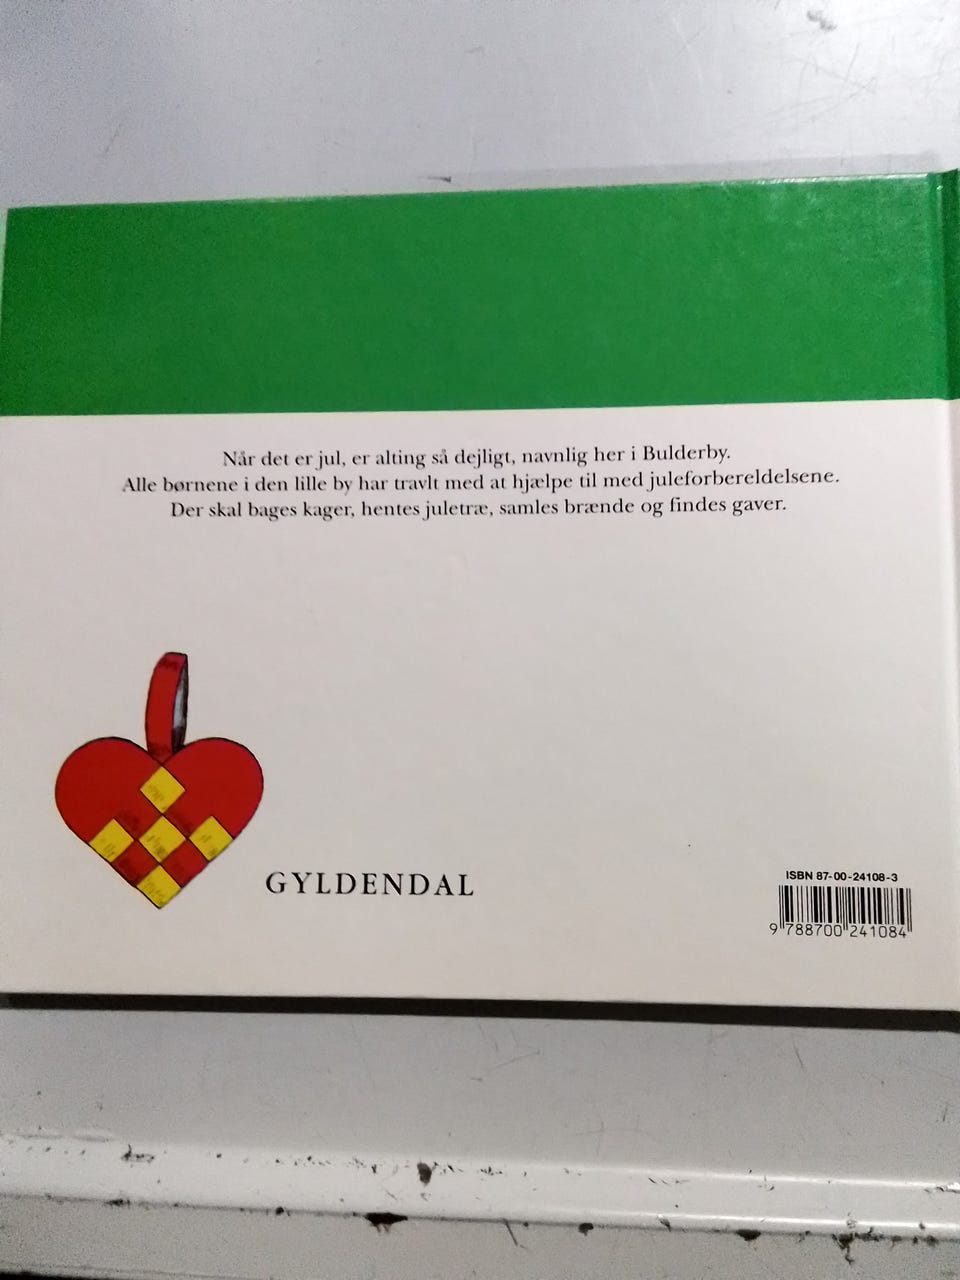 Når det er jul, er alting så dejligt, navnlig her i Bulderby.
Alle børnene i den lille by har travlt med at hjælpe til med juleforbereldelsene.
Der skal bages kager, hentes juletræ, samles brænde og findes gaver.
GYLDENDAL
ISBN 87-00-24108-3
9 788700 241084